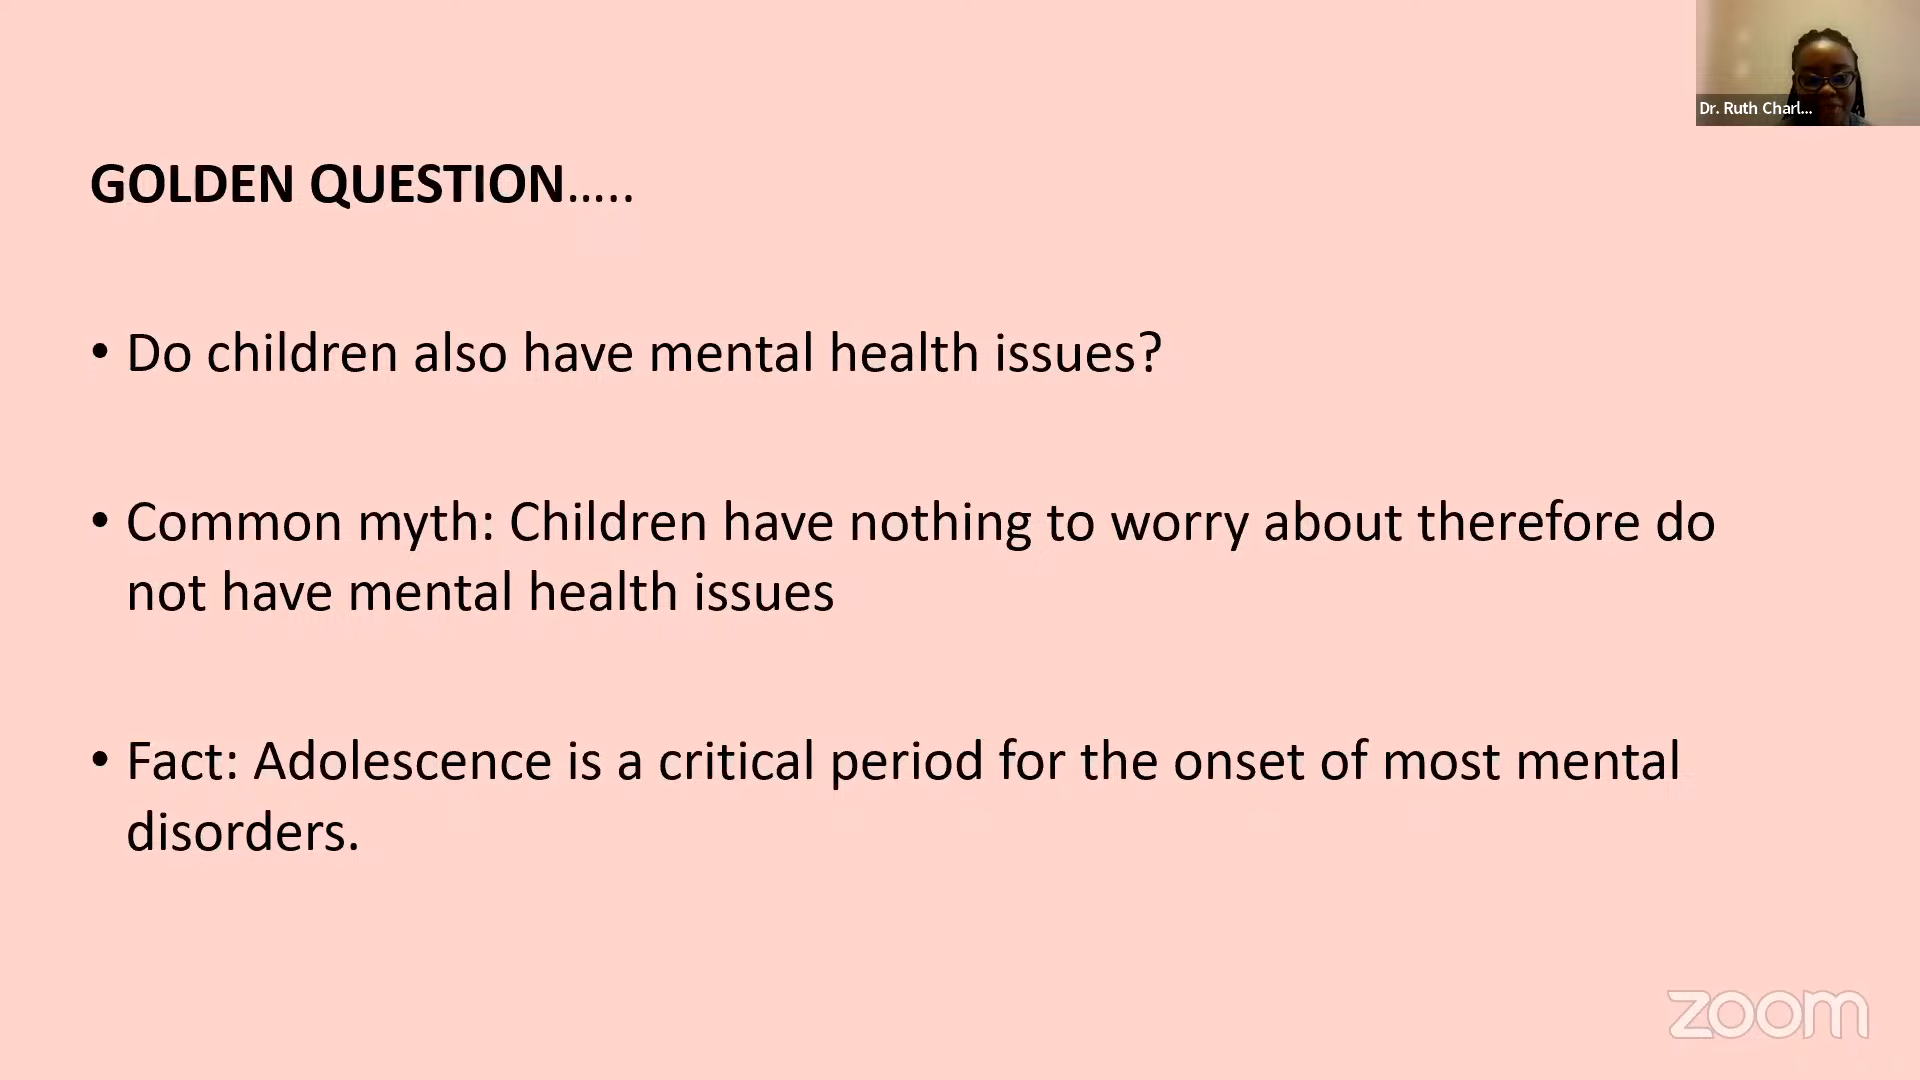 Dr. Ruth Charl...
GOLDEN QUESTION.....
• Do children also have mental health issues?
• Common myth: Children have nothing to worry about therefore do
not have mental health issues
• Fact: Adolescence is a critical period for the onset of most mental
disorders.
zoom